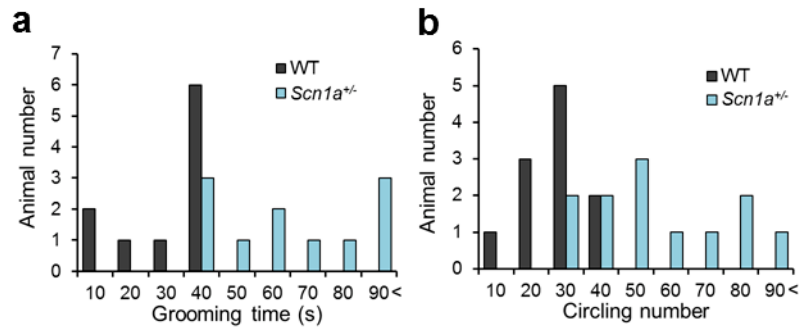 a
7
6
5
4
3
2
1
0
Animal number
WT
Scn1a+/-
10 20 30 40 50 60 70 80 90<
Grooming time (s)
b
6
5
4
3
2
1
0
Animal number
WT
Scn1a+/-
10 20 30 40 50 60 70 80 90<
Circling number